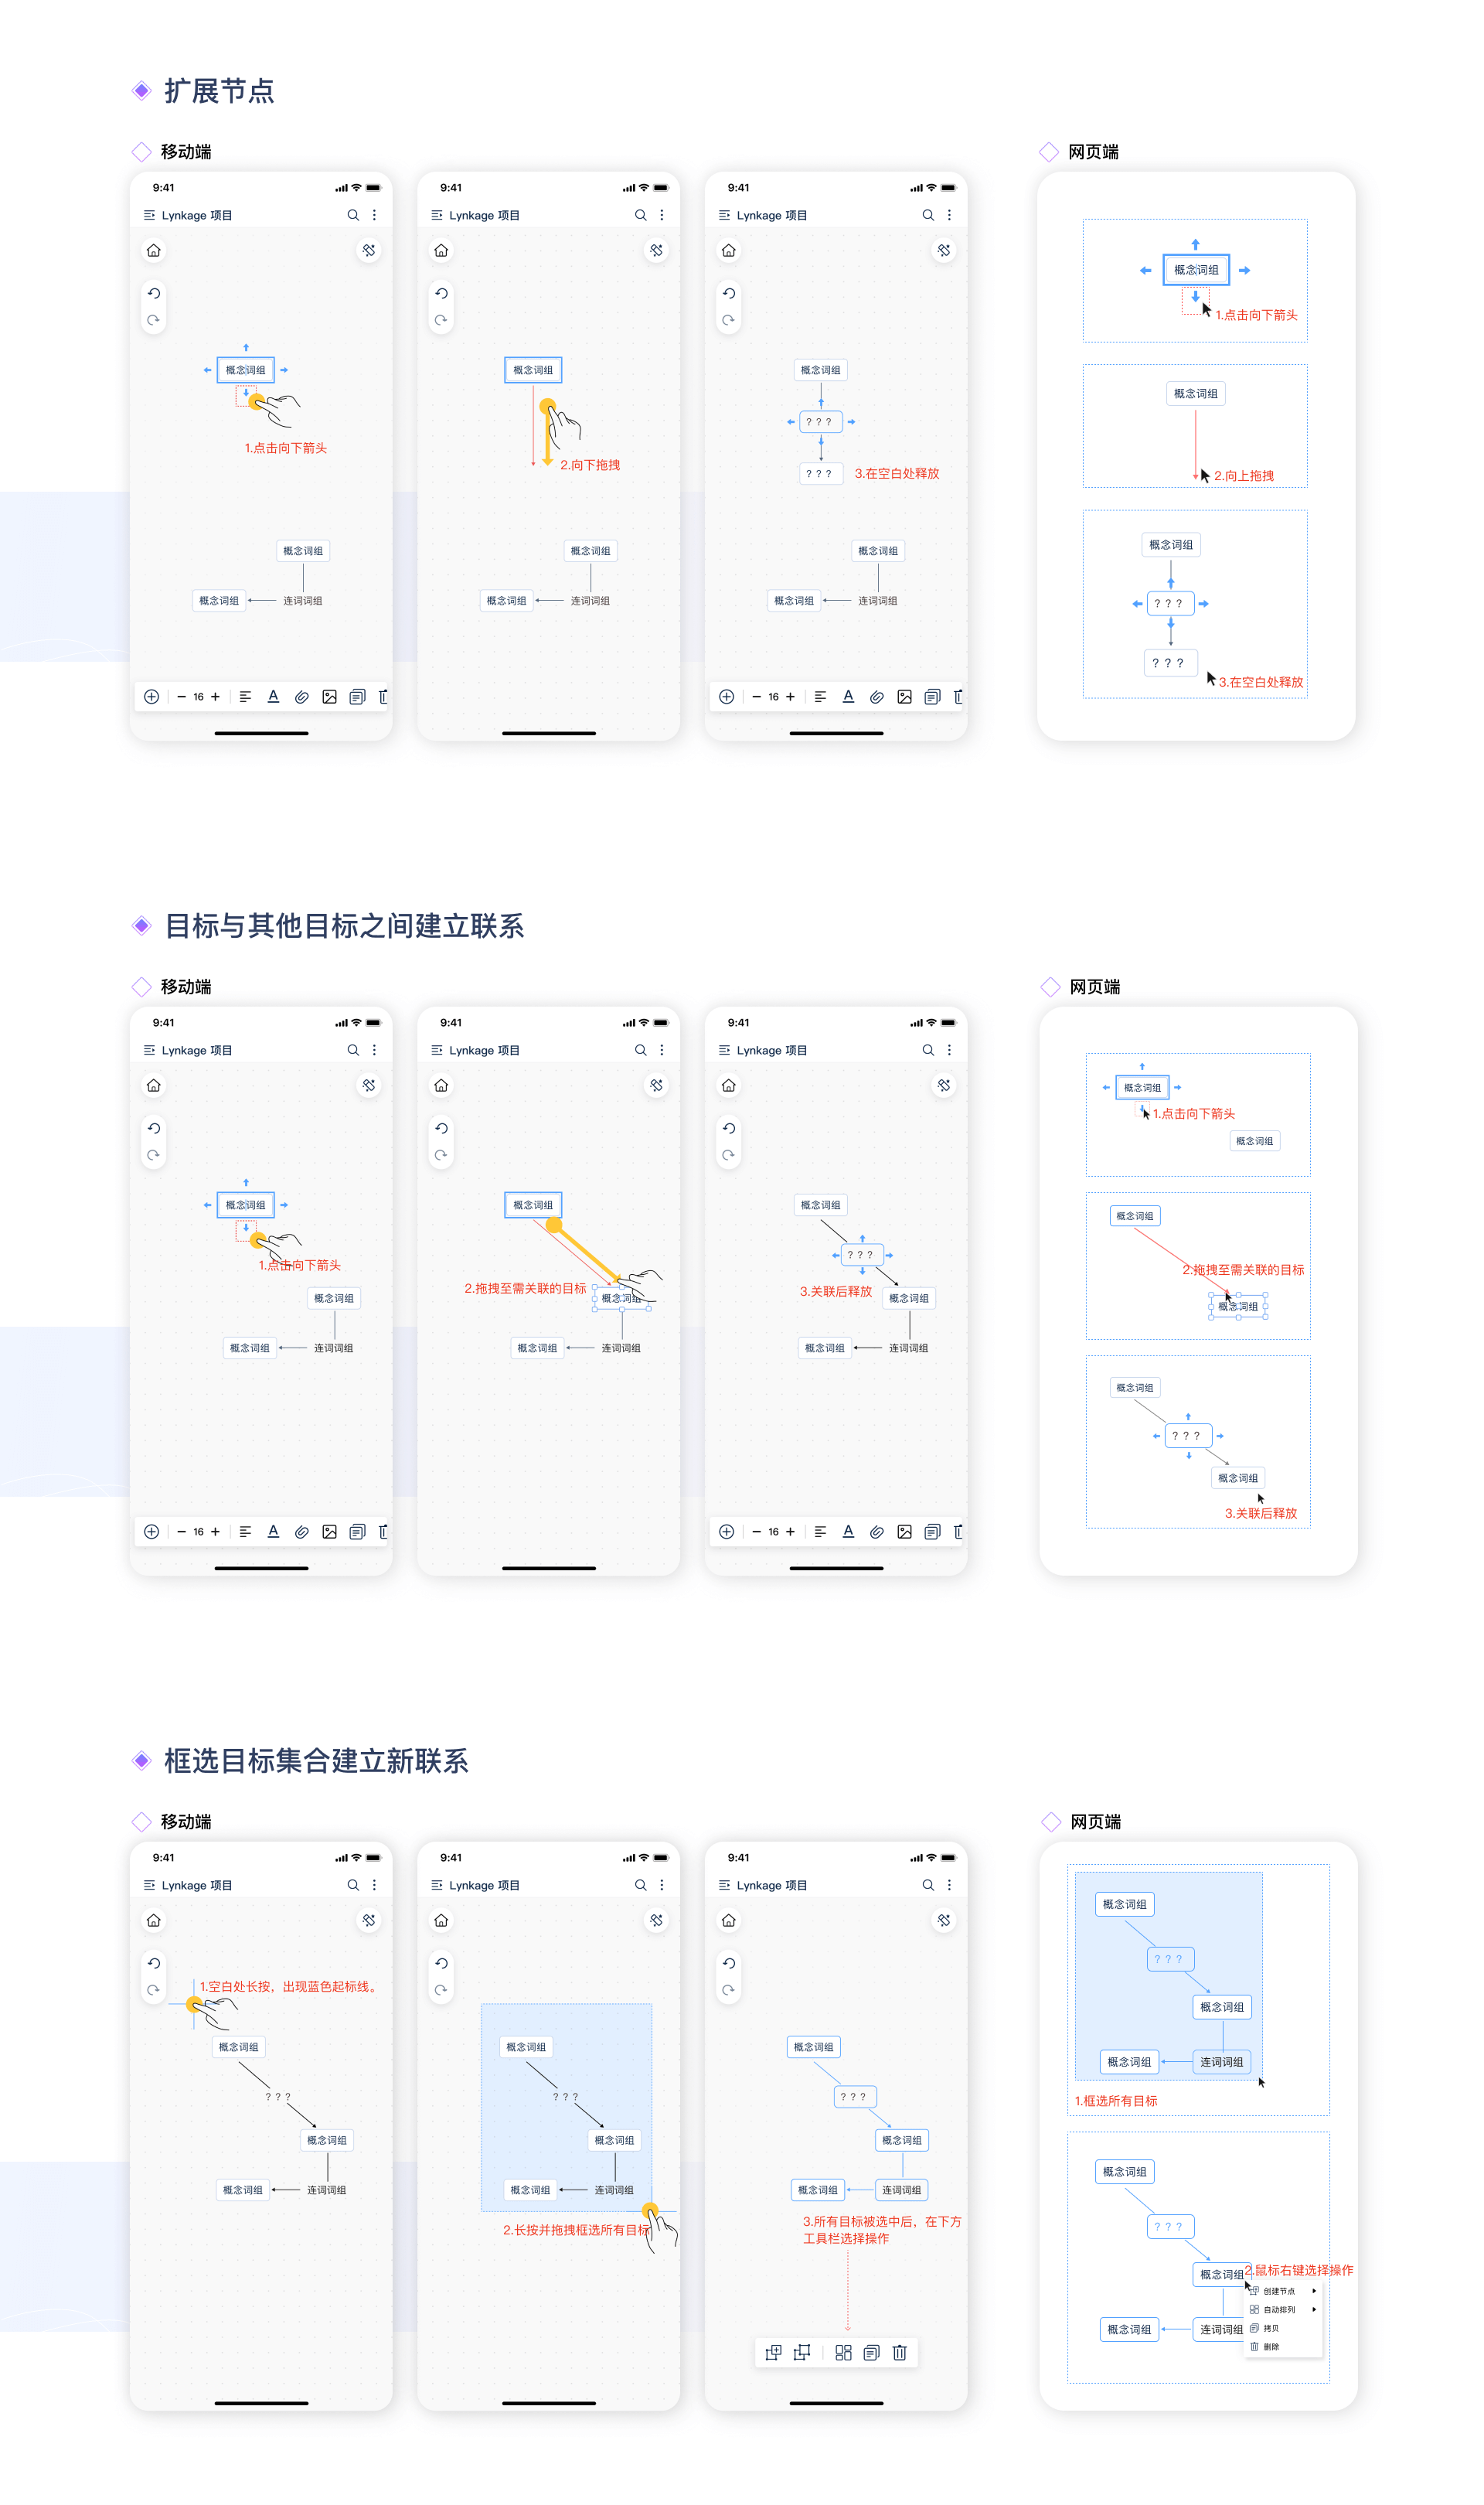 扩展节点
移动端
9:41
Lynkage 项目
概念词组
1.点击向下箭头
概念词组
概念词组
连词词组
16
A
9:41
Lynkage 项目
概念词组
2.向下拖拽
概念词组
概念词组
连词词组
9:41
Lynkage 项目
概念词组
? ? ?
? ? ?
3.在空白处释放
概念词组
概念词组
连词词组
16
A
网页端
概念词组
1.点击向下箭头
概念词组
2.向上拖拽
概念词组
? ? ?
? ? ?
3.在空白处释放
目标与其他目标之间建立联系
移动端
9:41
Lynkage 项目
概念词组
1.点击向下箭头
概念词组
概念词组
连词词组
16
A
9:41
Lynkage 项目
概念词组
2.拖拽至需关联的目标
概念词组
概念词组
连词词组
9:41
Lynkage 项目
概念词组
? ? ?
3.关联后释放
概念词组
概念词组
连词词组
16
A
网页端
概念词组
1.点击向下箭头
概念词组
概念词组
2.拖拽至需关联的目标
概念词组
概念词组
? ? ?
概念词组
3.关联后释放
框选目标集合建立新联系
移动端
9:41
Lynkage 项目
1.空白处长按，出现蓝色起标线。
概念词组
? ? ?
概念词组
概念词组
连词词组
9:41
Lynkage 项目
概念词组
? ? ?
概念词组
概念词组
连词词组
2.长按并拖拽框选所有目标
9:41
Lynkage 项目
概念词组
? ? ?
概念词组
概念词组
连词词组
3.所有目标被选中后，在下方
工具栏选择操作
网页端
概念词组
? ? ?
概念词组
概念词组
连词词组
1.框选所有目标
概念词组
? ? ?
2.鼠标右键选择操作
概念词组
创建节点
自动排列
概念词组
连词词组
拷贝
删除